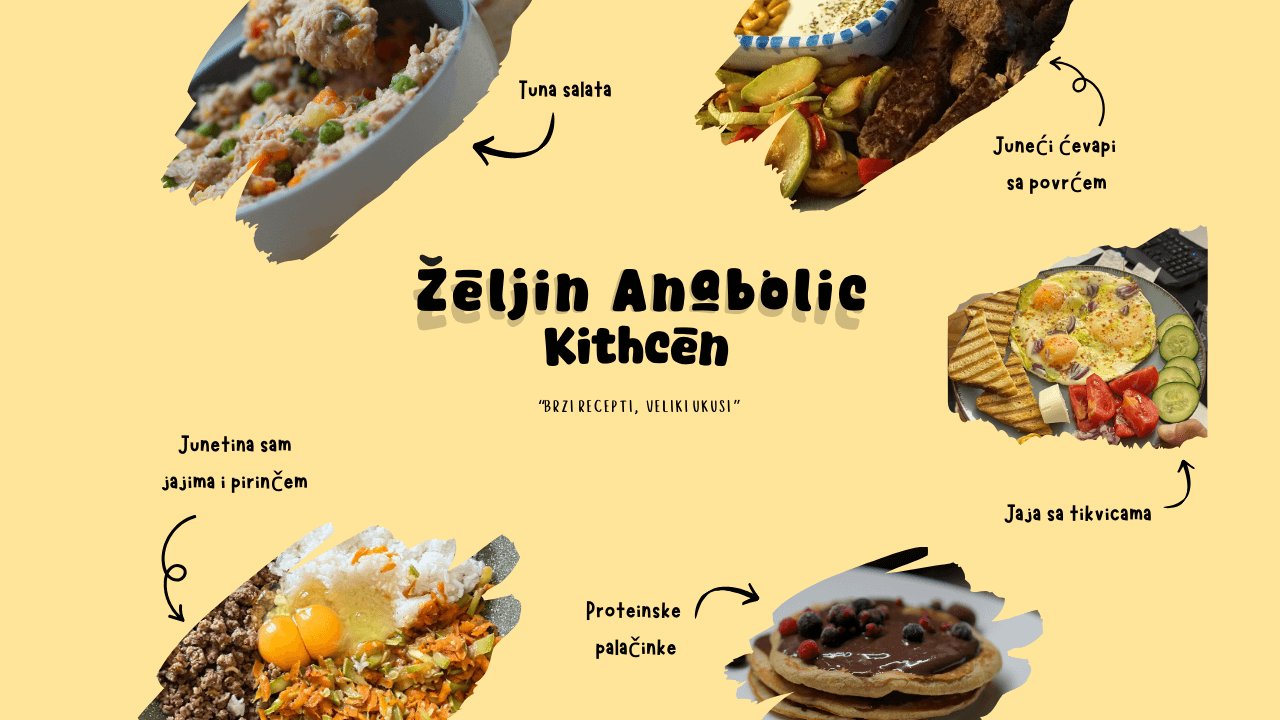 Tuna salata
Juneći ćevapi
sa povrćem
Žēljin Anabolic
Kithcēn
"BRZI RECEPTI, VELIKI UKUSI"
Junetina sam
jajima i pirinčem
Jaja sa tikvicama
Proteinske
palačinke